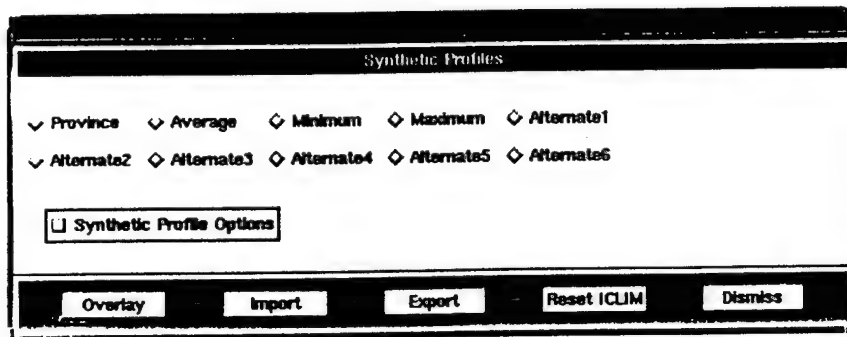 Synthetic Profiles
Province Average Minimum Maximum Alternate1
Alternate2 Alternate3 Alternate4 Alternate5 Alternate6
Synthetic Profile Options
Overlay Import Export Reset ICLIM Dismiss